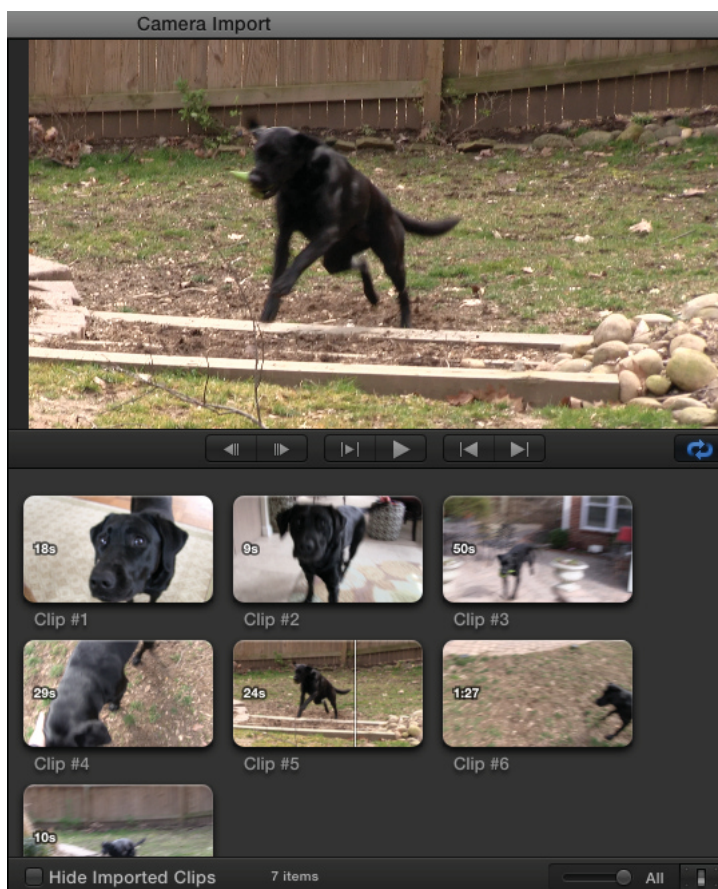 Camera Import
18s
9s
50s
Clip #1
Clip #2
Clip #3
29s
24s
1:27
Clip #4
Clip #5
Clip #6
10s
Hide Imported Clips
7 items
All